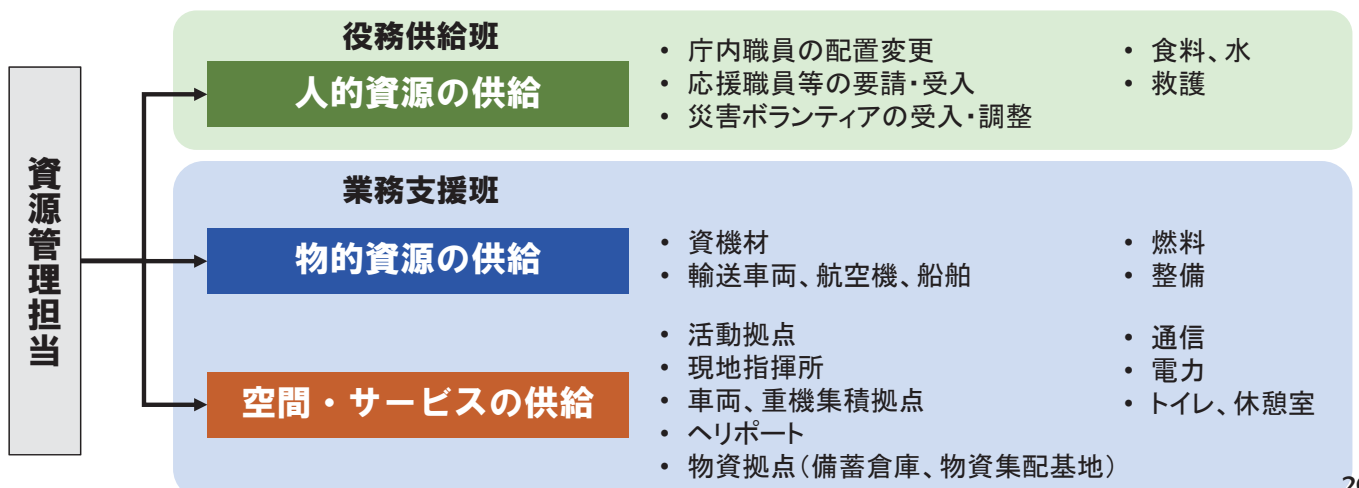 資源管理担当
役務供給班
人的資源の供給
• 庁内職員の配置変更
• 応援職員等の要請・受入
• 災害ボランティアの受入・調整
• 食料、水
• 救護
業務支援班
物的資源の供給
• 資機材
• 輸送車両、航空機、船舶
• 燃料
• 整備
空間・サービスの供給
• 活動拠点
• 現地指揮所
• 車両、重機集積拠点
• ヘリポート
• 物資拠点（備蓄倉庫、物資集配基地）
• 通信
• 電力
• トイレ、休憩室